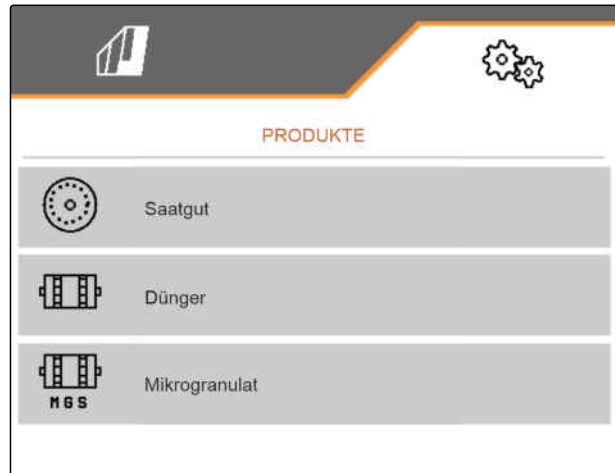 PRODUKTE
Saatgut
Dünger
Mikrogranulat
MGS